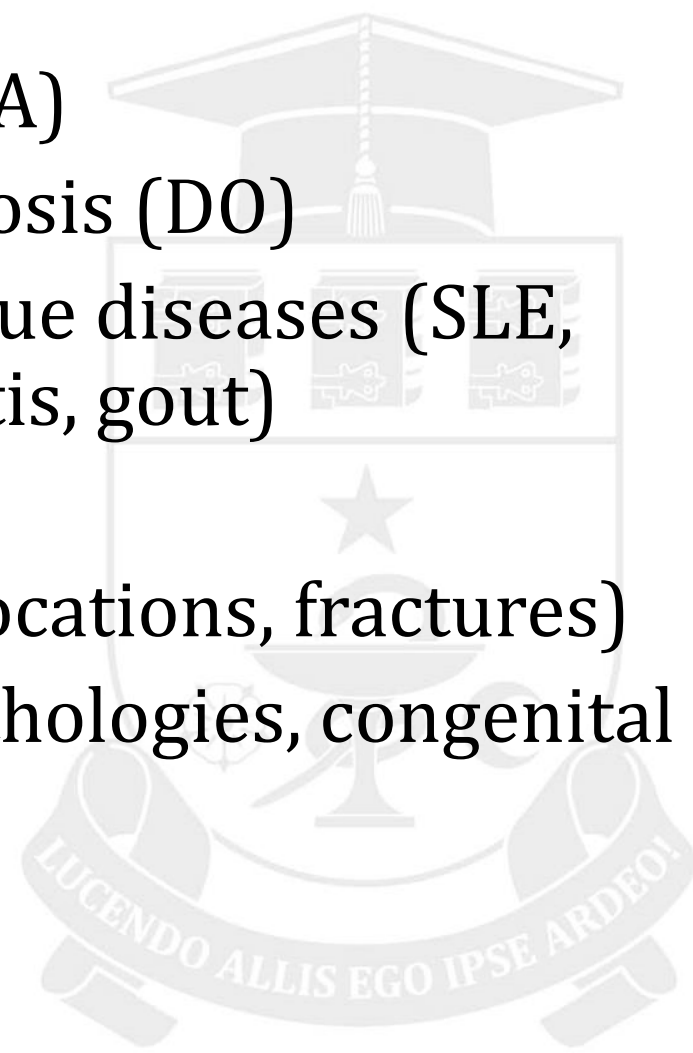 A)
osis (DO)
ue diseases (SLE,
tis, gout)
ocations, fractures)
hologies, congenital
LUCENDO ALLIS EGO IPSE ARDEO!